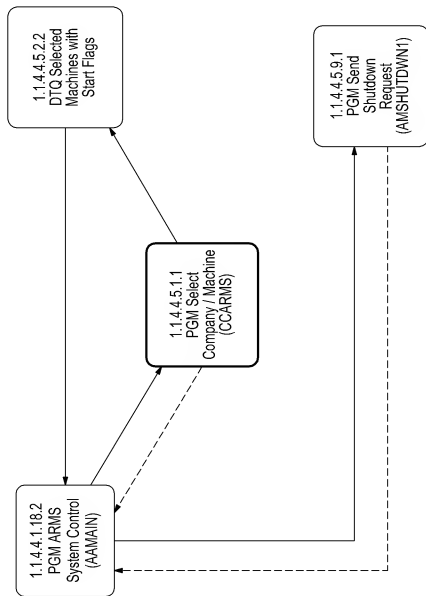 1.1.4.4.5.2.2
DTQ Selected
Machines with
Start Flags
1.1.4.4.5.9.1
PGM Send
Shutdown
Request
(AMSHUTDWN1)
1.1.4.4.5.1.1
PGM Select
Company / Machine
(CCARMS)
1.1.4.4.1.18.2
PGM ARMS
System Control
(AAMAIN)